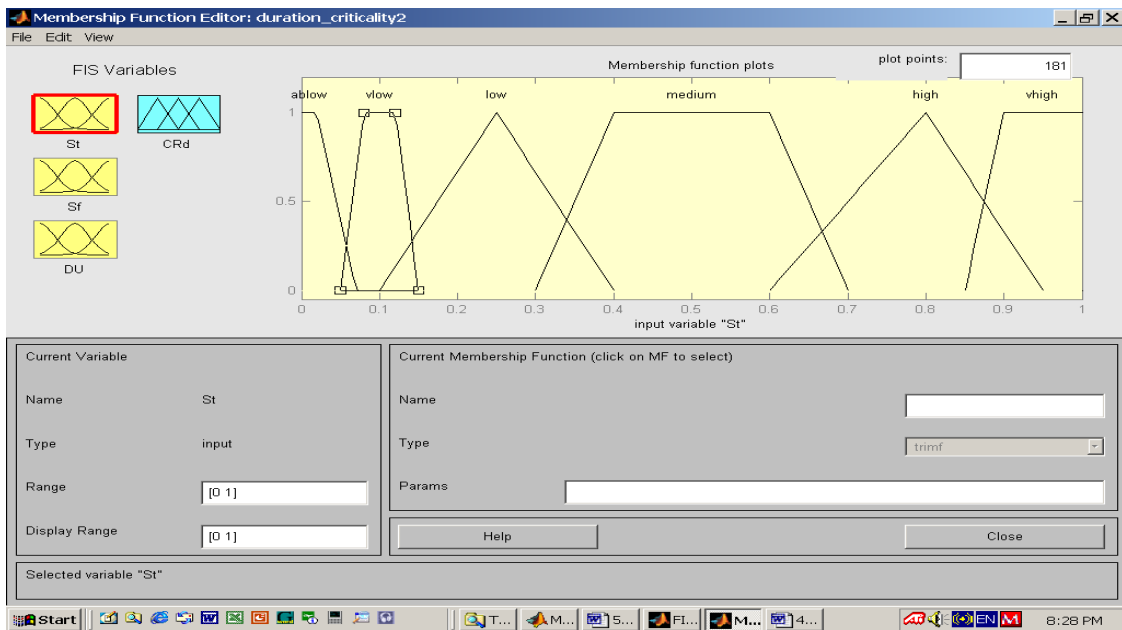 Membership Function Editor: duration_criticality2
File Edit View
FIS Variables
Membership function plots
plot points:
181
ablow vlow low medium high vhigh
St
CRd
Sf
DU
1
0.5
0
0 0.1 0.2 0.3 0.4 0.5 0.6 0.7 0.8 0.9 1
input variable "St"
Current Variable
Name St
Type input
Range [0 1]
Display Range [0 1]
Current Membership Function (click on MF to select)
Name
Type trimf
Params
Help
Close
Selected variable "St"
Start
T... M... 5... FI... M... 4...
EN
8:28 PM